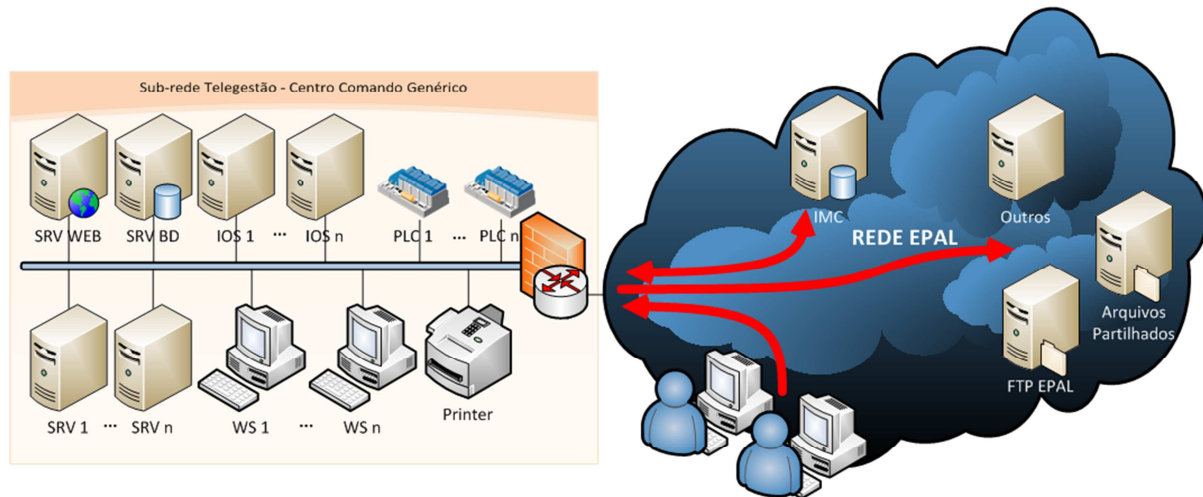 Sub-rede Telegestão - Centro Comando Genérico
SRV WEB
SRV BD
IOS 1
...
IOS n
PLC 1
...
PLC n
SRV 1
...
SRV n
WS 1
...
WS n
Printer
IMC
Outros
REDE EPAL
Arquivos
Partilhados
FTP EPAL